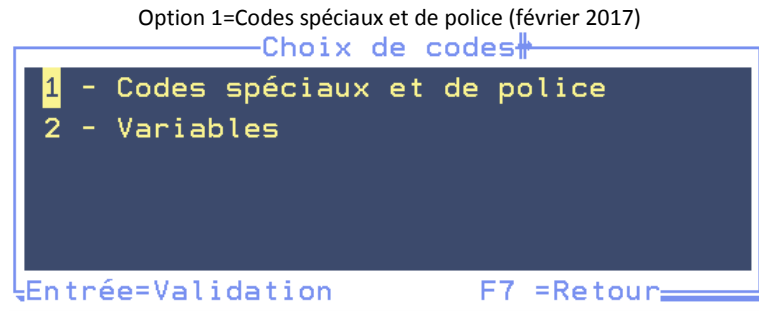 Option 1=Codes spéciaux et de police (février 2017)
Choix de codes
1 - Codes spéciaux et de police
2 - Variables
Entrée=Validation F7 =Retour